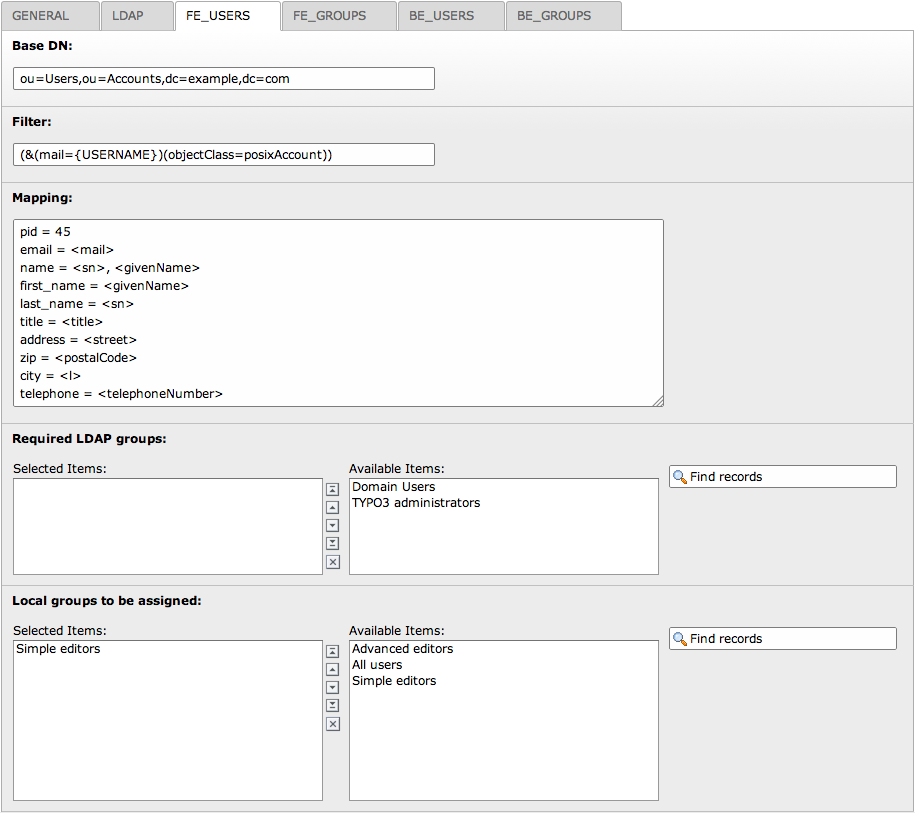 GENERAL LDAP FE_USERS FE_GROUPS BE_USERS BE_GROUPS
Base DN:
ou=Users,ou=Accounts,dc=example,dc=com
Filter:
(&(mail={USERNAME})(objectClass=posixAccount))
Mapping:
pid = 45
email = <mail>
name = <sn>, <givenName>
first_name = <givenName>
last_name = <sn>
title = <title>
address = <street>
zip = <postalCode>
city = <l>
telephone = <telephoneNumber>
Required LDAP groups:
Selected Items: Available Items:
Domain Users Find records
TYPO3 administrators
Local groups to be assigned:
Selected Items: Available Items:
Simple editors Advanced editors Find records
All users
Simple editors